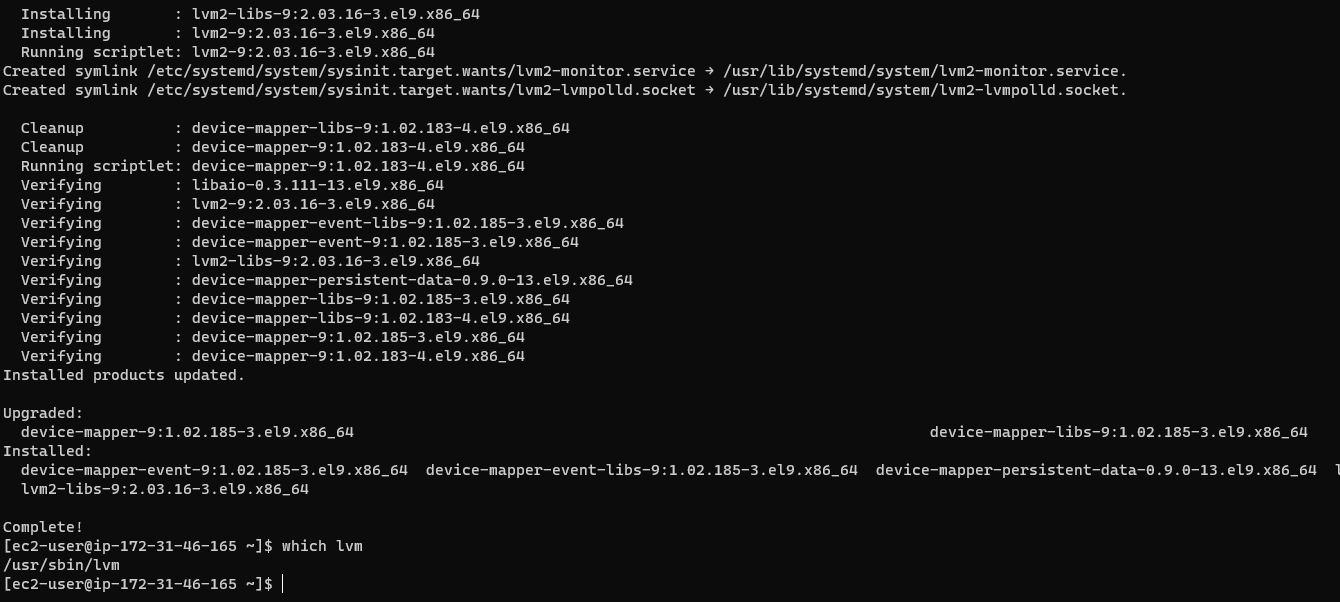 Installing : lvm2-libs-9:2.03.16-3.el9.x86_64
Installing : lvm2-9:2.03.16-3.el9.x86_64
Running scriptlet: lvm2-9:2.03.16-3.el9.x86_64
Created symlink /etc/systemd/system/sysinit.target.wants/lvm2-monitor.service → /usr/lib/systemd/system/lvm2-monitor.service.
Created symlink /etc/systemd/system/sysinit.target.wants/lvm2-lvmpolld.socket → /usr/lib/systemd/system/lvm2-lvmpolld.socket.
Cleanup : device-mapper-libs-9:1.02.183-4.el9.x86_64
Cleanup : device-mapper-9:1.02.183-4.el9.x86_64
Running scriptlet: device-mapper-9:1.02.183-4.el9.x86_64
Verifying : libaio-0.3.111-13.el9.x86_64
Verifying : lvm2-9:2.03.16-3.el9.x86_64
Verifying : device-mapper-event-libs-9:1.02.185-3.el9.x86_64
Verifying : device-mapper-event-9:1.02.185-3.el9.x86_64
Verifying : lvm2-libs-9:2.03.16-3.el9.x86_64
Verifying : device-mapper-persistent-data-0.9.0-13.el9.x86_64
Verifying : device-mapper-libs-9:1.02.185-3.el9.x86_64
Verifying : device-mapper-libs-9:1.02.183-4.el9.x86_64
Verifying : device-mapper-9:1.02.185-3.el9.x86_64
Verifying : device-mapper-9:1.02.183-4.el9.x86_64
Installed products updated.
Upgraded:
device-mapper-9:1.02.185-3.el9.x86_64 device-mapper-libs-9:1.02.185-3.el9.x86_64
Installed:
device-mapper-event-9:1.02.185-3.el9.x86_64 device-mapper-event-libs-9:1.02.185-3.el9.x86_64 device-mapper-persistent-data-0.9.0-13.el9.x86_64
lvm2-libs-9:2.03.16-3.el9.x86_64
Complete!
[ec2-user@ip-172-31-46-165 ~]$ which lvm
/usr/sbin/lvm
[ec2-user@ip-172-31-46-165 ~]$